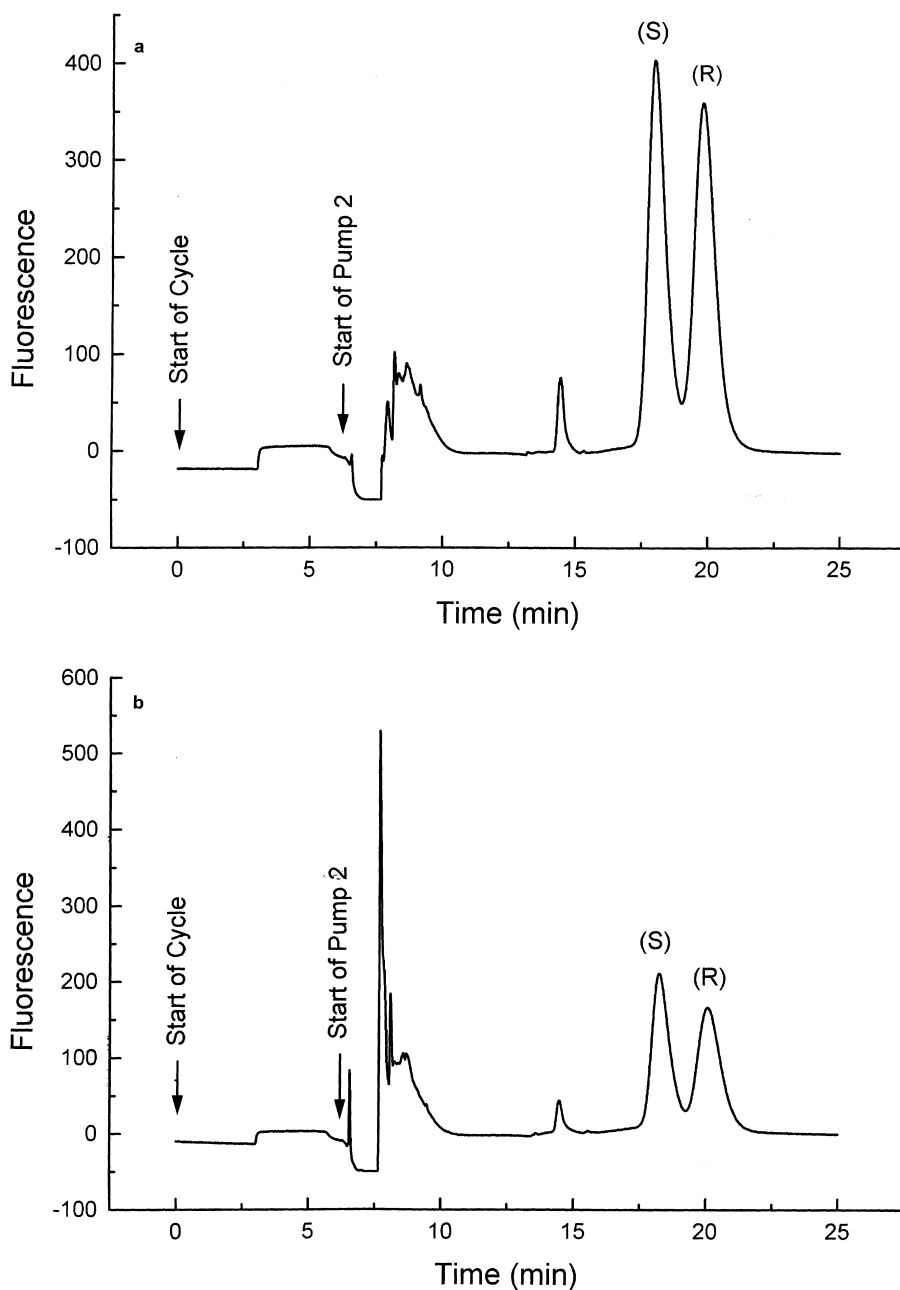 a
(S)
(R)
400
300
200
100
0
-100
Fluorescence
Start of Cycle
Start of Pump 2
0
5
10
15
20
25
Time (min)
b
600
500
400
300
200
100
0
-100
Fluorescence
Start of Cycle
Start of Pump 2
(S)
(R)
0
5
10
15
20
25
Time (min)